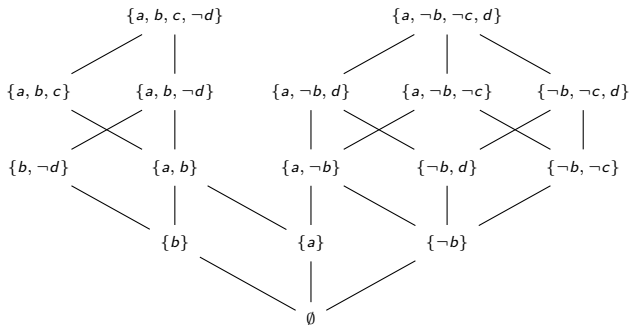 {a, b, c, ¬d} {a, ¬b, ¬c, d}
{a, b, c} {a, b, ¬d} {a, ¬b, d} {a, ¬b, ¬c} {¬b, ¬c, d}
{b, ¬d} {a, b} {a, ¬b} {¬b, d} {¬b, ¬c}
{b} {a} {¬b}
∅